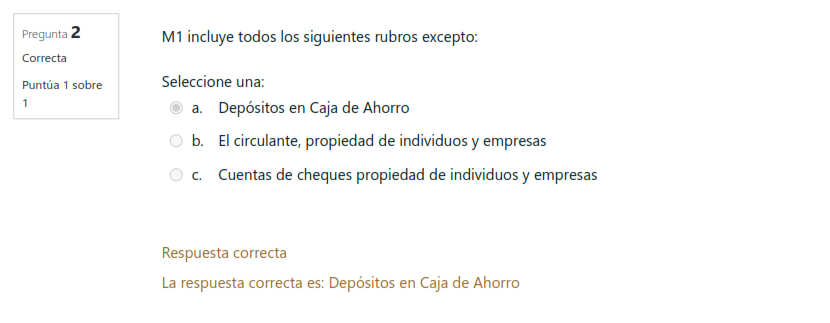 Pregunta 2
Correcta
Puntúa 1 sobre
1
M1 incluye todos los siguientes rubros excepto:
Seleccione una:
a. Depósitos en Caja de Ahorro
b. El circulante, propiedad de individuos y empresas
c. Cuentas de cheques propiedad de individuos y empresas
Respuesta correcta
La respuesta correcta es: Depósitos en Caja de Ahorro